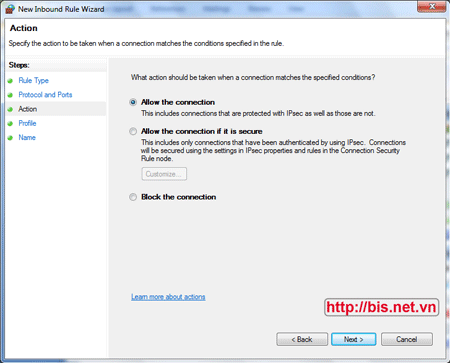 New Inbound Rule Wizard
Action
Specify the action to be taken when a connection matches the conditions specified in the rule.
Steps:
Rule Type
Protocol and Ports
Action
Profile
Name
What action should be taken when a connection matches the specified conditions?
Allow the connection
This includes connections that are protected with IPsec as well as those are not.
Allow the connection if it is secure
This includes only connections that have been authenticated by using IPsec. Connections
will be secured using the settings in IPsec properties and rules in the Connection Security
Rule node.
Customize...
Block the connection
Learn more about actions
http://bis.net.vn
< Back
Next >
Cancel